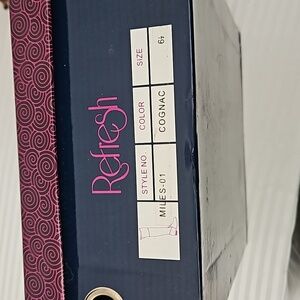 Refresh
STYLE NO COLOR SIZE
MILES-01 COGNAC 6½